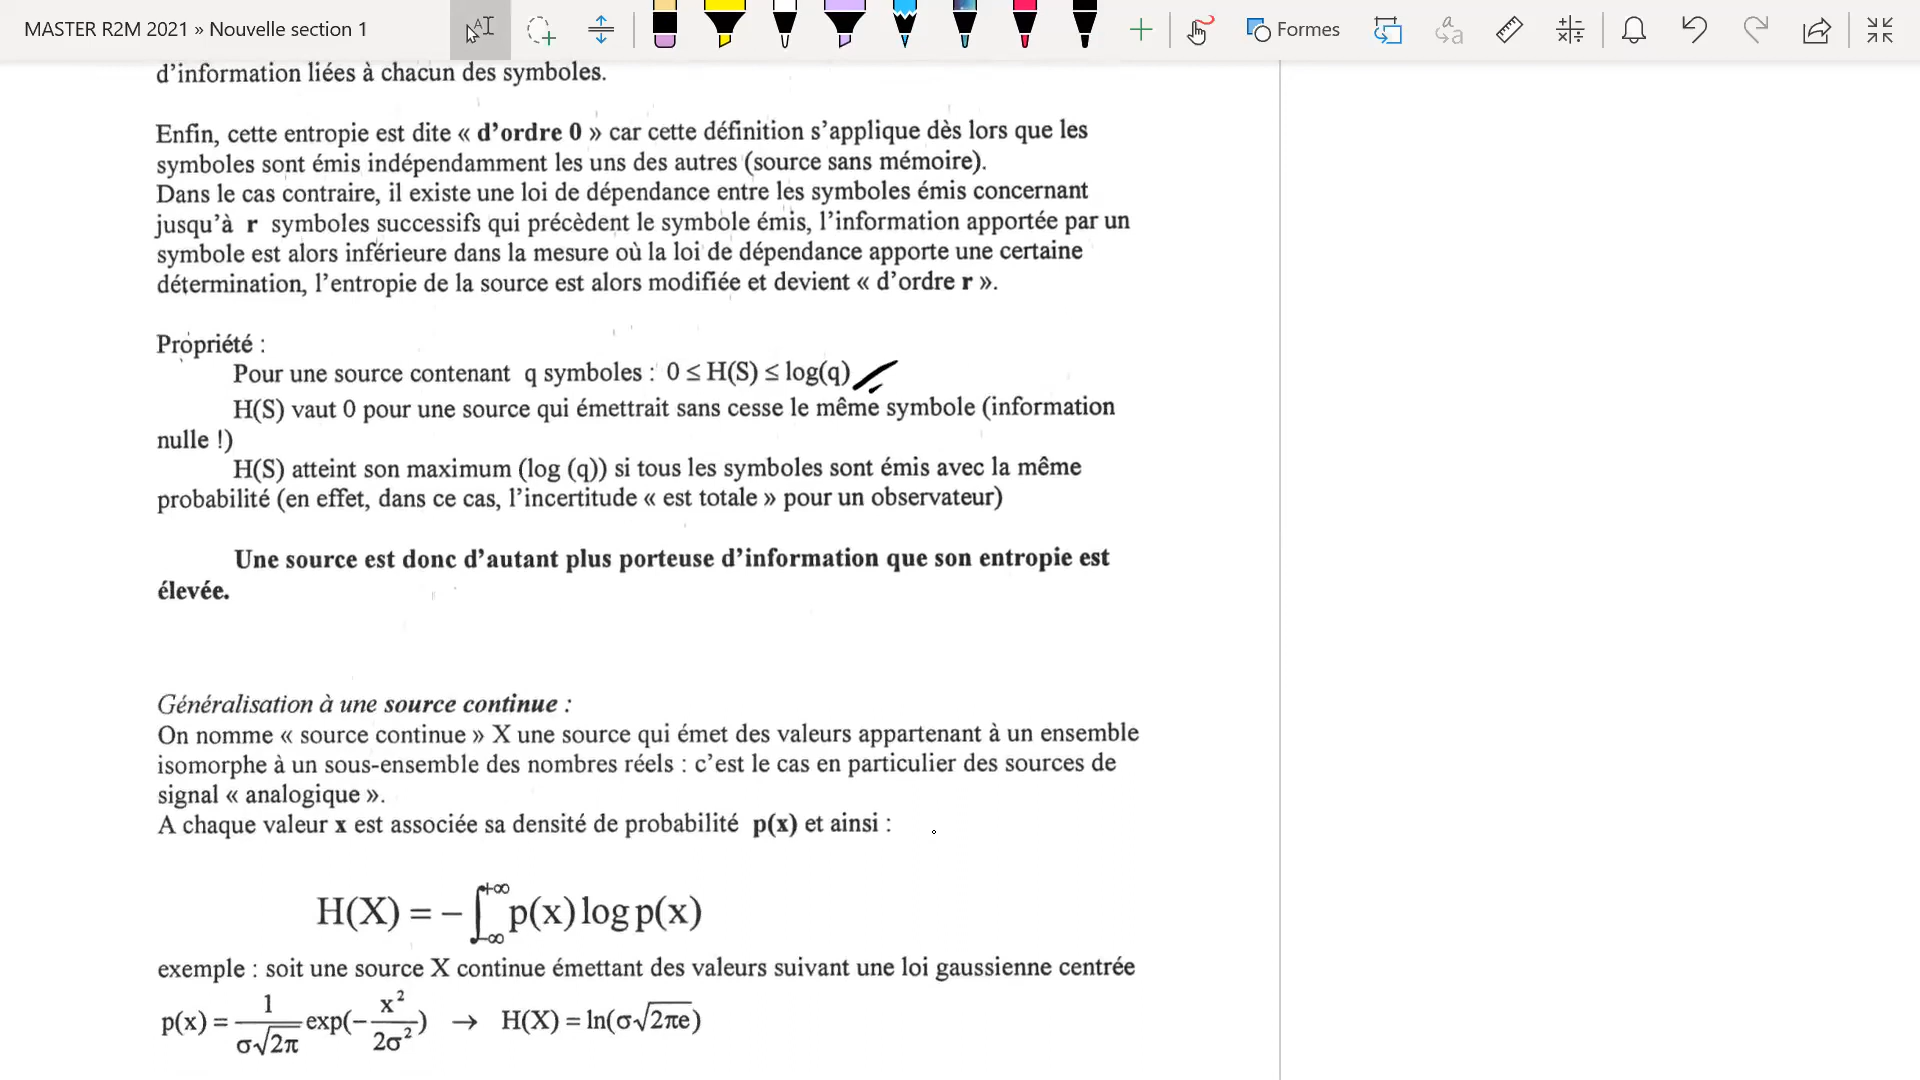 MASTER R2M 2021 » Nouvelle section 1
Formes
d’information liées à chacun des symboles.
Enfin, cette entropie est dite « d’ordre 0 » car cette définition s’applique dès lors que les
symboles sont émis indépendamment les uns des autres (source sans mémoire).
Dans le cas contraire, il existe une loi de dépendance entre les symboles émis concernant
jusqu’à r symboles successifs qui précèdent le symbole émis, l’information apportée par un
symbole est alors inférieure dans la mesure où la loi de dépendance apporte une certaine
détermination, l’entropie de la source est alors modifiée et devient « d’ordre r ».
Propriété :
Pour une source contenant q symboles : 0 ≤ H(S) ≤ log(q)
H(S) vaut 0 pour une source qui émettrait sans cesse le même symbole (information
nulle !)
H(S) atteint son maximum (log (q)) si tous les symboles sont émis avec la même
probabilité (en effet, dans ce cas, l’incertitude « est totale » pour un observateur)
Une source est donc d’autant plus porteuse d’information que son entropie est
élevée.
Généralisation à une source continue :
On nomme « source continue » X une source qui émet des valeurs appartenant à un ensemble
isomorphe à un sous-ensemble des nombres réels : c’est le cas en particulier des sources de
signal « analogique ».
A chaque valeur x est associée sa densité de probabilité p(x) et ainsi :
H(X) = − ∫_{−∞}^{+∞} p(x) log p(x)
exemple : soit une source X continue émettant des valeurs suivant une loi gaussienne centrée
p(x) = 1/(σ√2π) exp(−x²/2σ²) → H(X) = ln(σ√2πe)